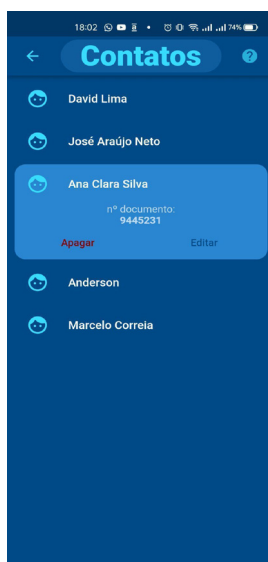 18:02 74%
Contatos
David Lima
José Araújo Neto
Ana Clara Silva
nº documento:
9445231
Apagar Editar
Anderson
Marcelo Correia